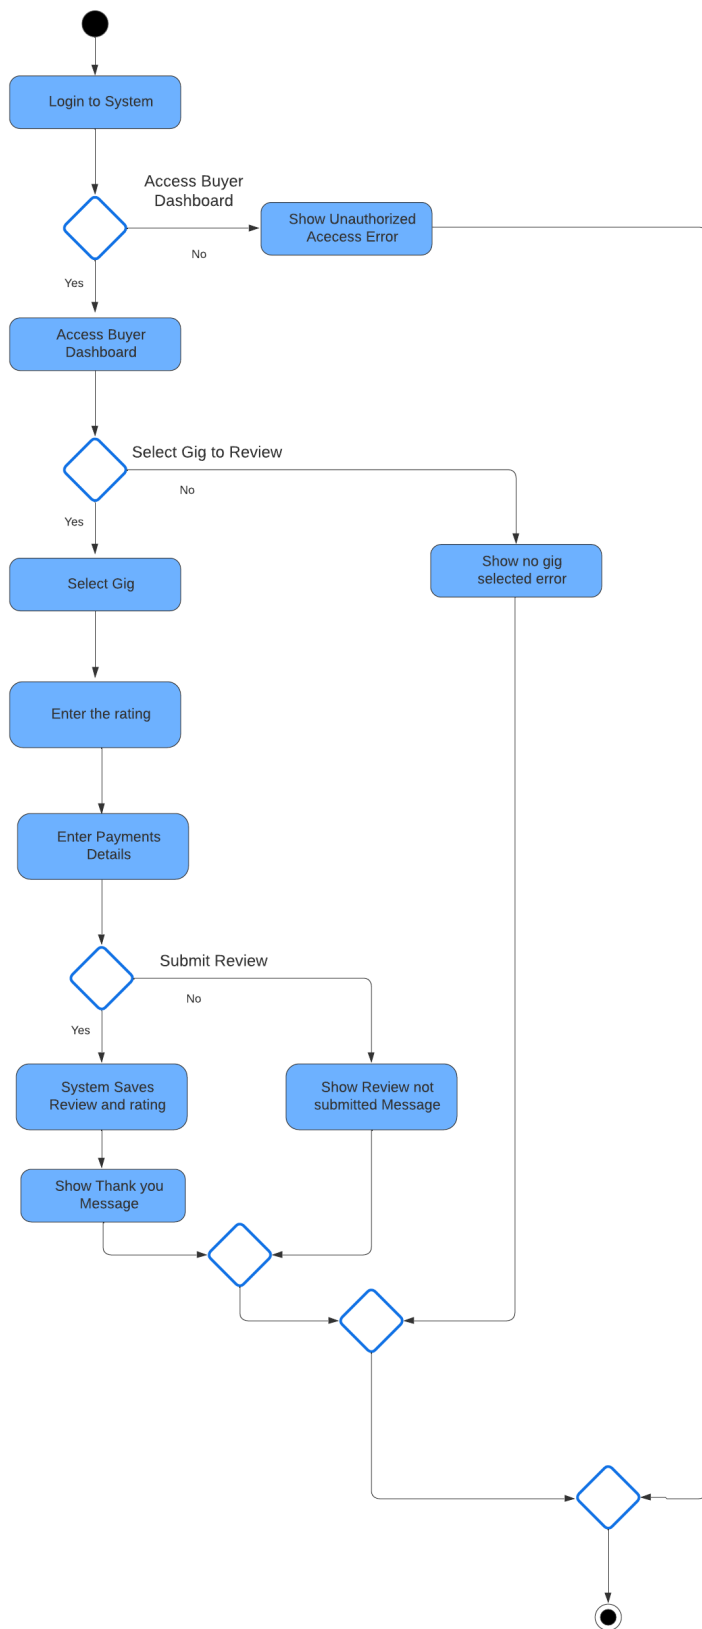 Login to System
Access Buyer
Dashboard
Show Unauthorized
Acecess Error
No
Yes
Access Buyer
Dashboard
Select Gig to Review
No
Yes
Show no gig
selected error
Select Gig
Enter the rating
Enter Payments
Details
Submit Review
No
Yes
System Saves
Review and rating
Show Review not
submitted Message
Show Thank you
Message